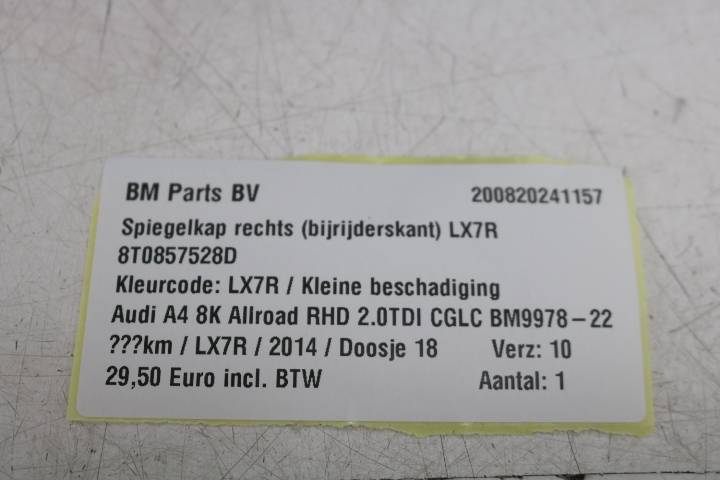 BM Parts BV 200820241157
Spiegelkap rechts (bijrijderskant) LX7R
8T0857528D
Kleurcode: LX7R / Kleine beschadiging
Audi A4 8K Allroad RHD 2.0TDI CGLC BM9978-22
???km / LX7R / 2014 / Doosje 18 Verz: 10
29,50 Euro incl. BTW Aantal: 1